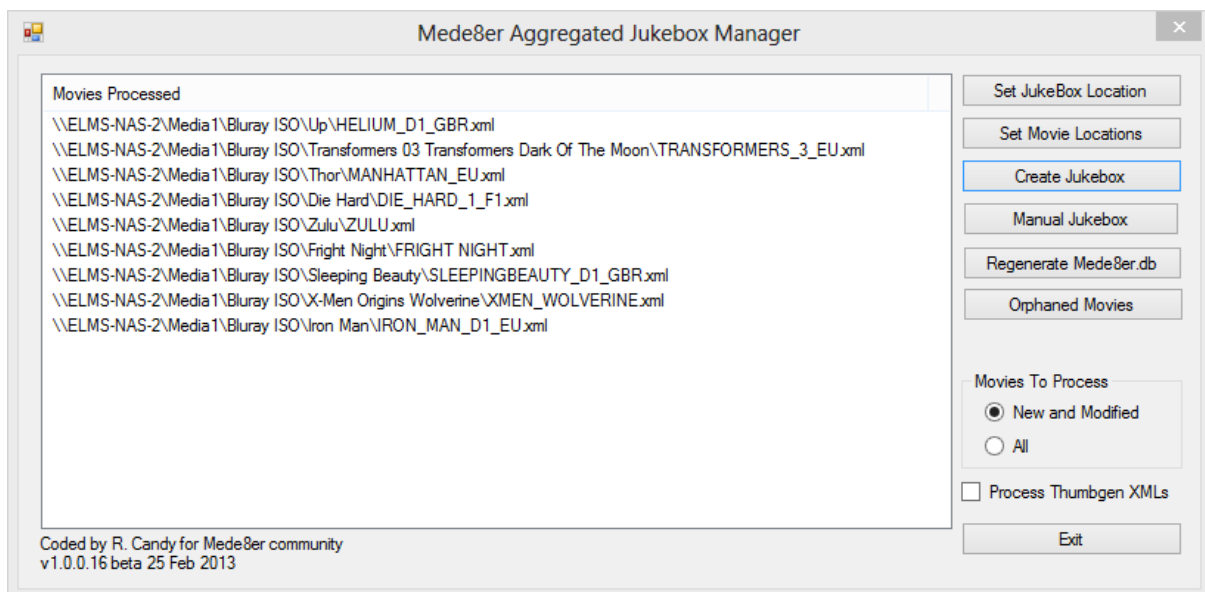 Mede8er Aggregated Jukebox Manager
Movies Processed
\\ELMS-NAS-2\Media1\Bluray ISO\Up\HELIUM_D1_GBR.xml
\\ELMS-NAS-2\Media1\Bluray ISO\Transformers 03 Transformers Dark Of The Moon\TRANSFORMERS_3_EU.xml
\\ELMS-NAS-2\Media1\Bluray ISO\Thor\MANHATTAN_EU.xml
\\ELMS-NAS-2\Media1\Bluray ISO\Die Hard\DIE_HARD_1_F1.xml
\\ELMS-NAS-2\Media1\Bluray ISO\Zulu\ZULU.xml
\\ELMS-NAS-2\Media1\Bluray ISO\Fright Night\FRIGHT NIGHT.xml
\\ELMS-NAS-2\Media1\Bluray ISO\Sleeping Beauty\SLEEPINGBEAUTY_D1_GBR.xml
\\ELMS-NAS-2\Media1\Bluray ISO\X-Men Origins Wolverine\XMEN_WOLVERINE.xml
\\ELMS-NAS-2\Media1\Bluray ISO\Iron Man\IRON_MAN_D1_EU.xml
Set JukeBox Location
Set Movie Locations
Create Jukebox
Manual Jukebox
Regenerate Mede8er.db
Orphaned Movies
Movies To Process
New and Modified
All
Process Thumbgen XMLs
Exit
Coded by R. Candy for Mede8er community
v1.0.0.16 beta 25 Feb 2013